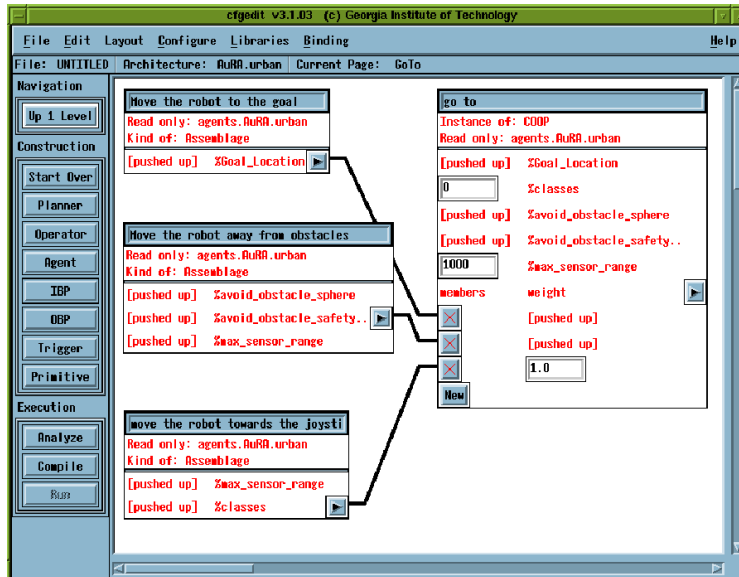 cfgedit v3.1.03 (c) Georgia Institute of Technology
File Edit Layout Configure Libraries Binding Help
File: UNTITLED Architecture: AuRA.urban Current Page: GoTo
Navigation
Up 1 Level
Construction
Start Over
Planner
Operator
Agent
IBP
OBP
Trigger
Primitive
Execution
Analyze
Compile
Run
Move the robot to the goal
Read only: agents.AuRA.urban
Kind of: Assemblage
[pushed up] %Goal_Location
Move the robot away from obstacles
Read only: agents.AuRA.urban
Kind of: Assemblage
[pushed up] %avoid_obstacle_sphere
[pushed up] %avoid_obstacle_safety..
[pushed up] %max_sensor_range
move the robot towards the joysti
Read only: agents.AuRA.urban
Kind of: Assemblage
[pushed up] %max_sensor_range
[pushed up] %classes
go to
Instance of: COOP
Read only: agents.AuRA.urban
[pushed up] %Goal_Location
0 %classes
[pushed up] %avoid_obstacle_sphere
[pushed up] %avoid_obstacle_safety..
1000 %max_sensor_range
members weight
[pushed up]
[pushed up]
1.0
New